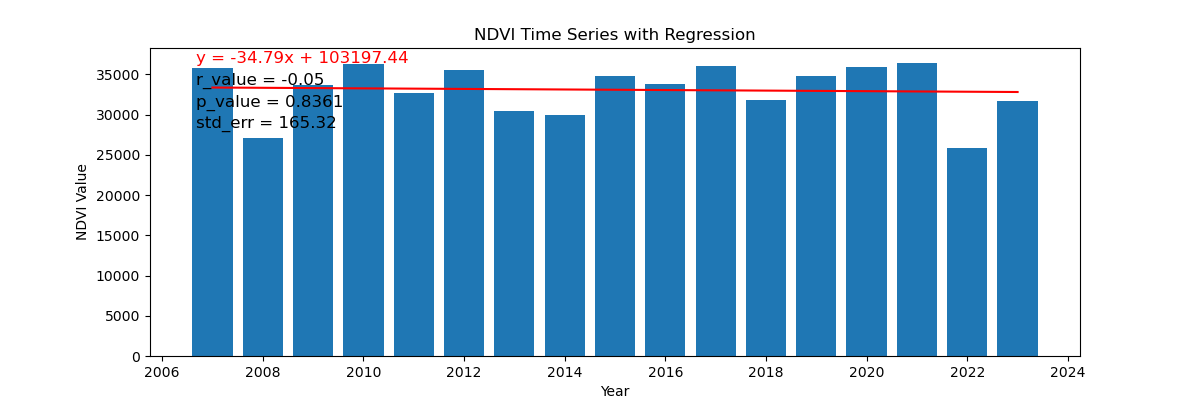 NDVI Time Series with Regression
y = -34.79x + 103197.44
r_value = -0.05
p_value = 0.8361
std_err = 165.32
35000
30000
25000
20000
15000
10000
5000
0
NDVI Value
2006 2008 2010 2012 2014 2016 2018 2020 2022 2024
Year